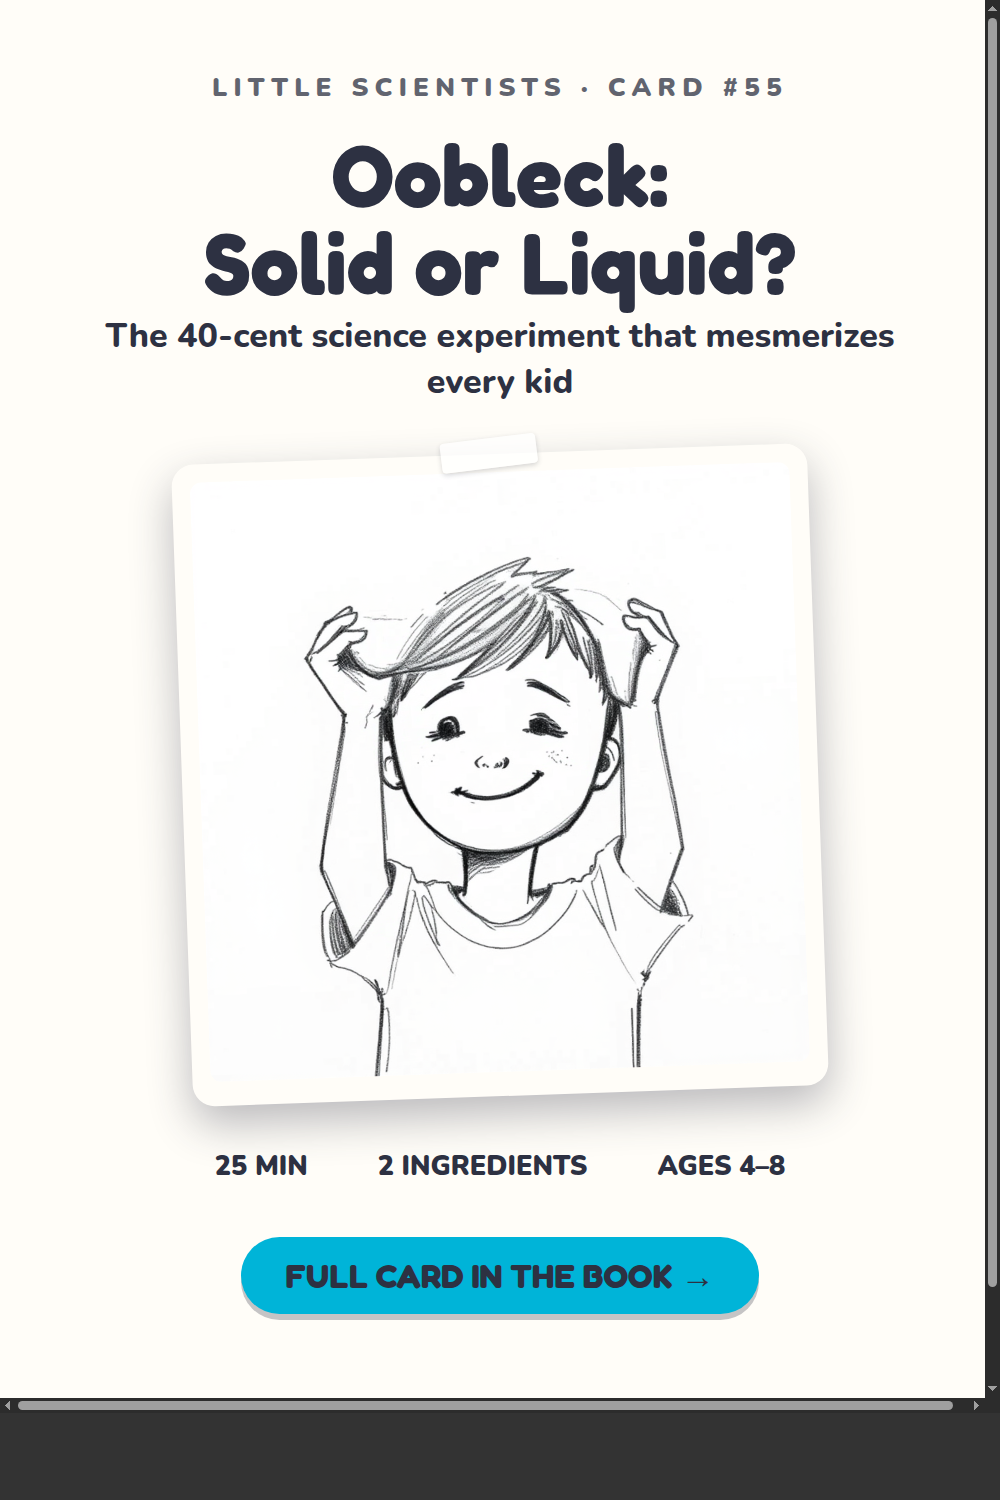 LITTLE SCIENTISTS · CARD #55
Oobleck:
Solid or Liquid?
The 40-cent science experiment that mesmerizes
every kid
25 MIN 2 INGREDIENTS AGES 4–8
FULL CARD IN THE BOOK →